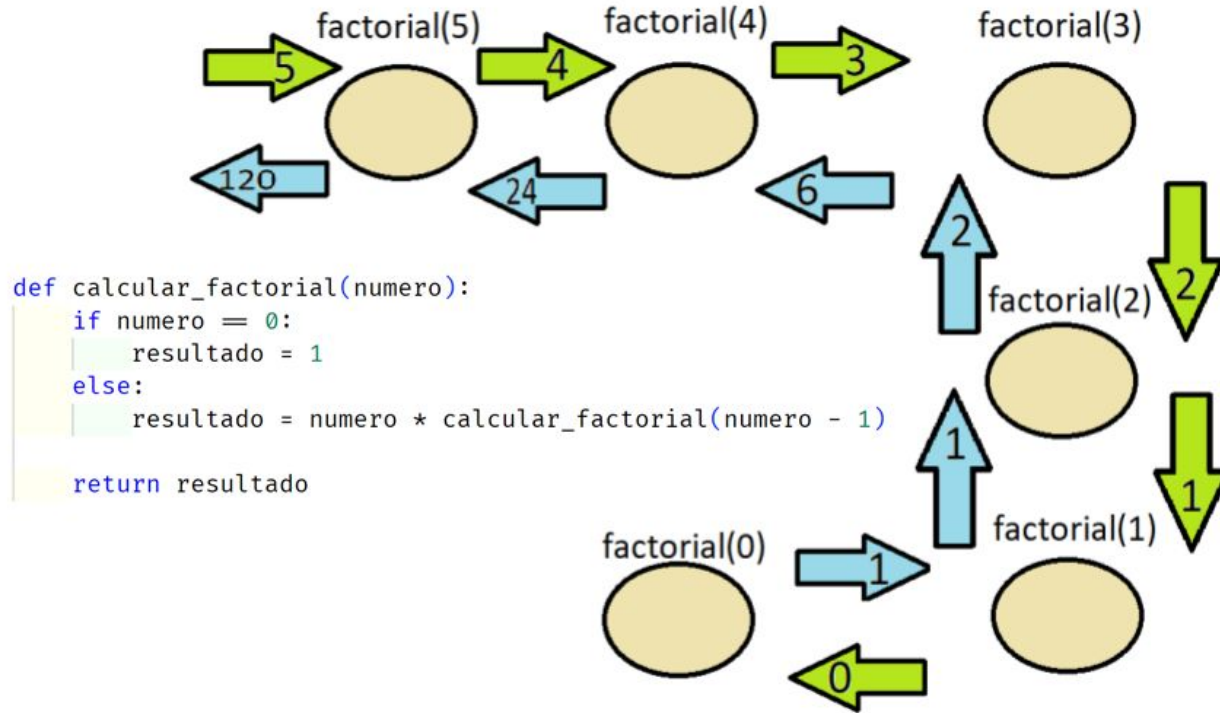 factorial(5)
factorial(4)
factorial(3)
5
4
3
120
24
6
2
2
def calcular_factorial(numero):
if numero == 0:
resultado = 1
else:
resultado = numero * calcular_factorial(numero - 1)
return resultado
factorial(2)
1
1
factorial(0)
factorial(1)
1
0